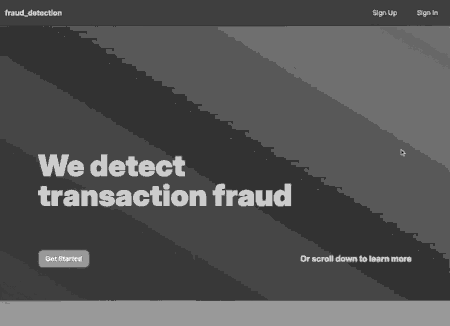 fraud_detection
Sign Up
Sign In
We detect
transaction fraud
Get Started
Or scroll down to learn more